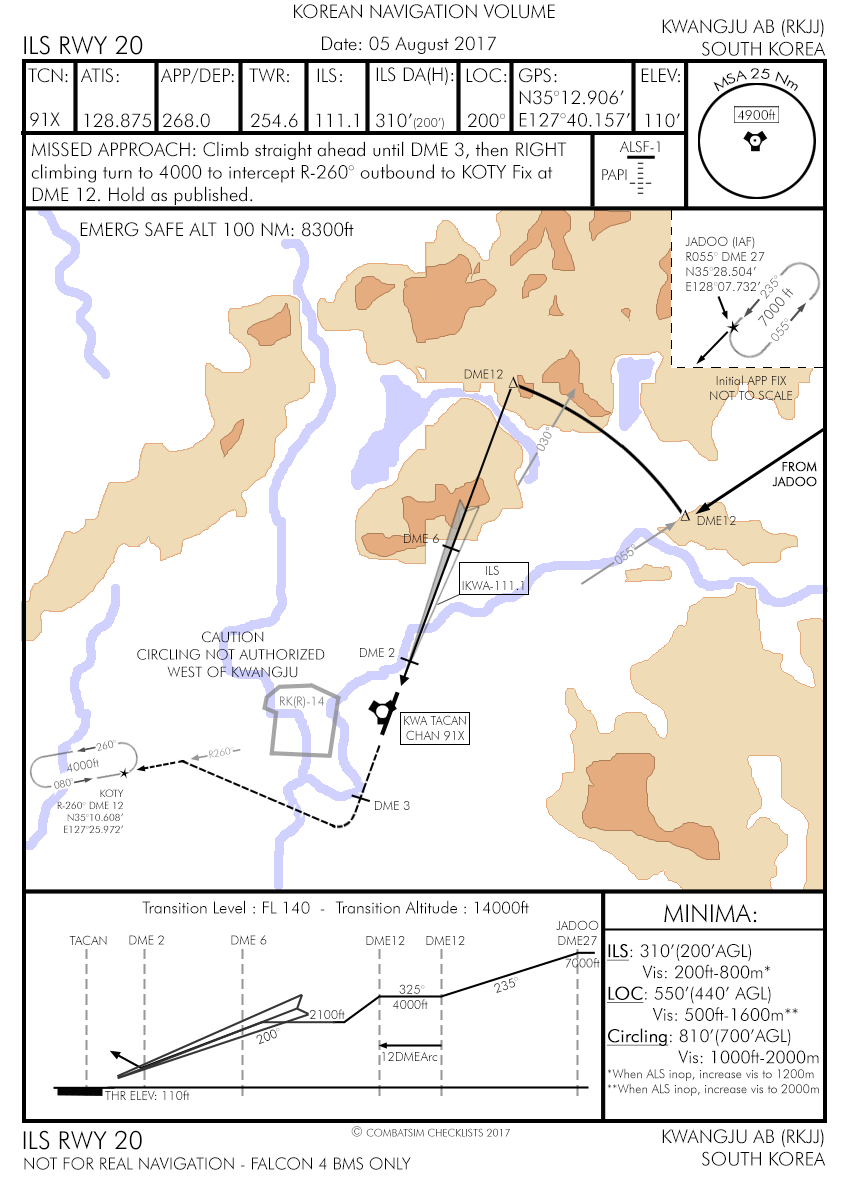 KOREAN NAVIGATION VOLUME
ILS RWY 20
Date: 05 August 2017
KWANGJU AB (RKJJ)
SOUTH KOREA
TCN:
91X
ATIS:
128.875
APP/DEP:
268.0
TWR:
254.6
ILS:
111.1
ILS DA(H):
310'(200')
LOC:
200°
GPS:
N35°12.906'
E127°40.157'
ELEV:
110'
MSA 25 Nm
4900ft
MISSED APPROACH: Climb straight ahead until DME 3, then RIGHT
climbing turn to 4000 to intercept R-260° outbound to KOTY Fix at
DME 12. Hold as published.
ALSF-1
PAPI
EMERG SAFE ALT 100 NM: 8300ft
JADOO (IAF)
R055° DME 27
N35°28.504'
E128°07.732'
235°
7000 ft
055°
Initial APP FIX
NOT TO SCALE
DME12
030°
FROM
JADOO
DME12
055°
DME 6
ILS
IKWA-111.1
CAUTION
CIRCLING NOT AUTHORIZED
WEST OF KWANGJU
DME 2
RK(R)-14
KWA TACAN
CHAN 91X
260°
4000ft
080°
R260°
KOTY
R-260° DME 12
N35°10.608'
E127°25.972'
DME 3
Transition Level : FL 140 - Transition Altitude : 14000ft
TACAN
DME 2
DME 6
DME12
DME12
JADOO
DME27
7000ft
325°
4000ft
235°
2100ft
200°
12DMEArc
THR ELEV: 110ft
MINIMA:
ILS: 310'(200'AGL)
Vis: 200ft-800m*
LOC: 550'(440' AGL)
Vis: 500ft-1600m**
Circling: 810'(700'AGL)
Vis: 1000ft-2000m
*When ALS inop, increase vis to 1200m
**When ALS inop, increase vis to 2000m
ILS RWY 20
NOT FOR REAL NAVIGATION - FALCON 4 BMS ONLY
© COMBATSIM CHECKLISTS 2017
KWANGJU AB (RKJJ)
SOUTH KOREA